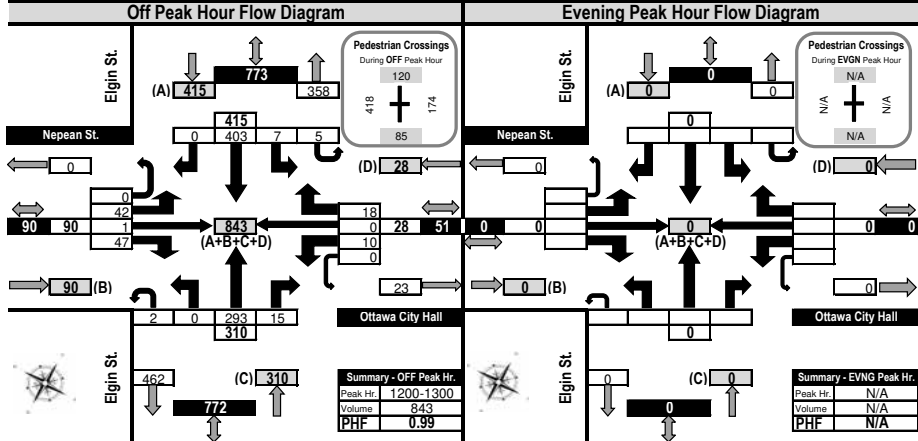 Off Peak Hour Flow Diagram
Elgin St.
773
(A) 415
358
Pedestrian Crossings
During OFF Peak Hour
120
418
174
85
415
0 403 7 5
Nepean St.
0
(D) 28
0
42
90 90 1
47
843
(A+B+C+D)
18
0 28 51
10
0
90 (B)
23
2 0 293 15
310
Ottawa City Hall
Elgin St.
462
(C) 310
772
Summary - OFF Peak Hr.
Peak Hr. 1200-1300
Volume 843
PHF 0.99
Evening Peak Hour Flow Diagram
Elgin St.
0
(A) 0
0
Pedestrian Crossings
During EVGN Peak Hour
N/A
N/A
N/A
N/A
0
Nepean St.
0
(D) 0
0 0
0
(A+B+C+D)
0 0
0 (B)
0
0
Ottawa City Hall
Elgin St.
0
(C) 0
0
Summary - EVNG Peak Hr.
Peak Hr. N/A
Volume N/A
PHF N/A